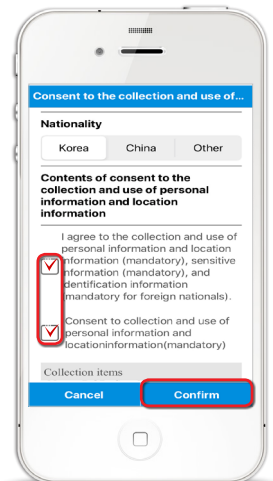 Consent to the collection and use of...
Nationality
Korea China Other
Contents of consent to the
collection and use of personal
information and location
information
I agree to the collection and use of
personal information and location
information (mandatory), sensitive
information (mandatory), and
identification information
mandatory for foreign nationals).
Consent to collection and use of
personal information and
locationinformation(mandatory)
Collection items
Cancel Confirm